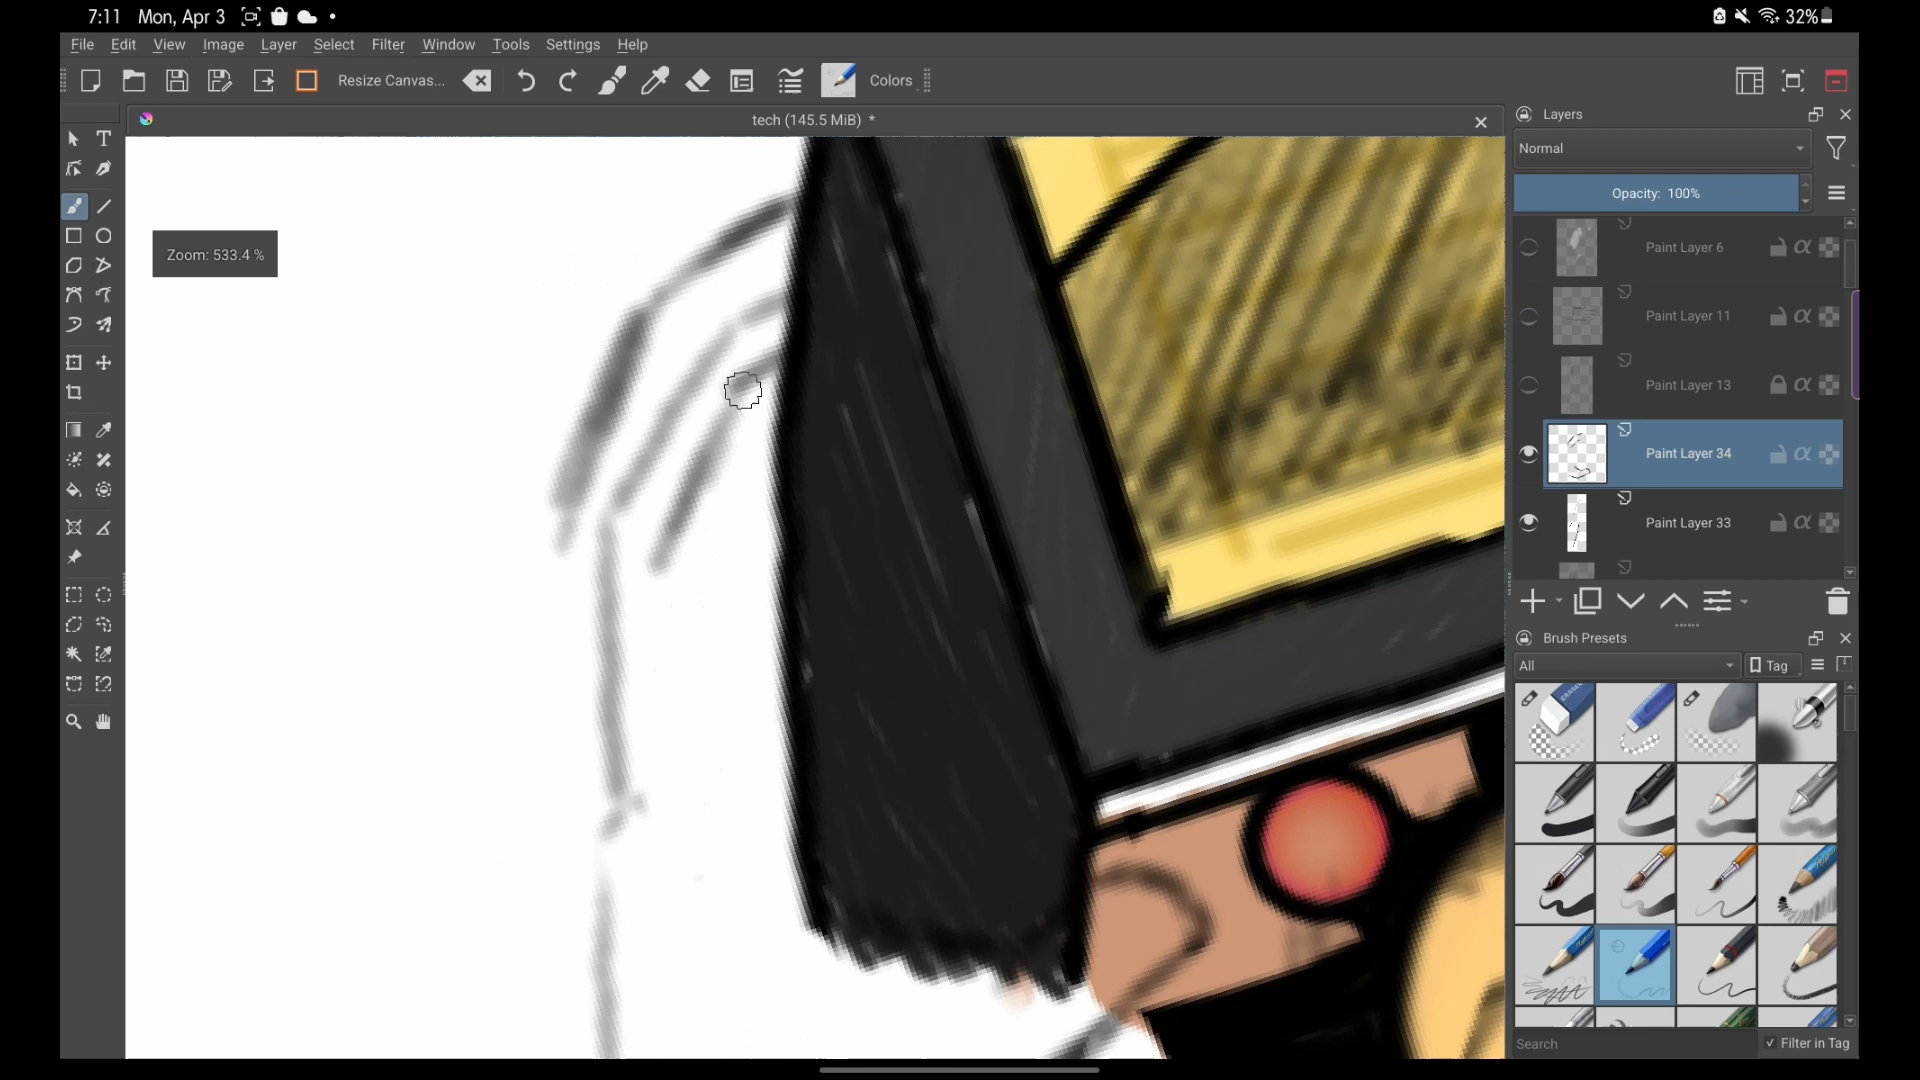 7:11 Mon, Apr 3
32%
File Edit View Image Layer Select Filter Window Tools Settings Help
Resize Canvas... Colors
tech (145.5 MiB) *
Layers
Normal
Opacity: 100%
Zoom: 533.4 %
Paint Layer 6
Paint Layer 11
Paint Layer 13
Paint Layer 34
Paint Layer 33
Brush Presets
All Tag
Search Filter in Tag